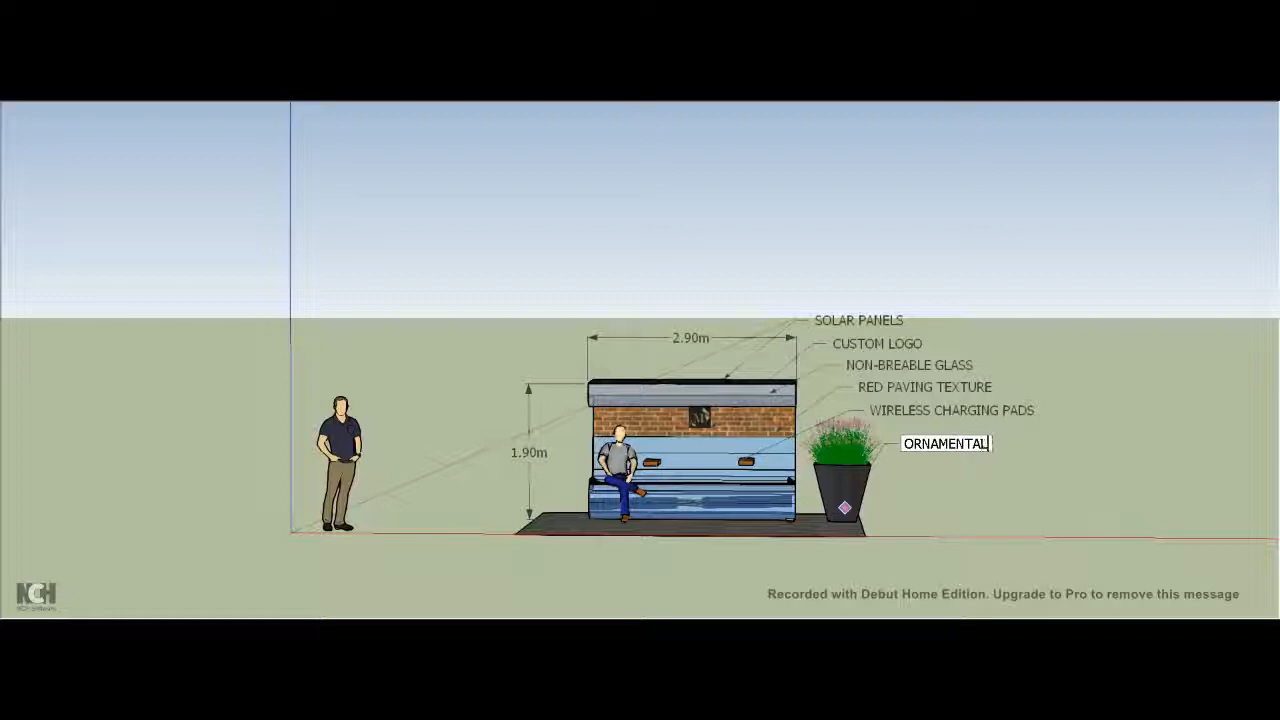 SOLAR PANELS
2.90m
CUSTOM LOGO
NON-BREABLE GLASS
RED PAVING TEXTURE
WIRELESS CHARGING PADS
ORNAMENTAL
1.90m
NCH
Recorded with Debut Home Edition. Upgrade to Pro to remove this message